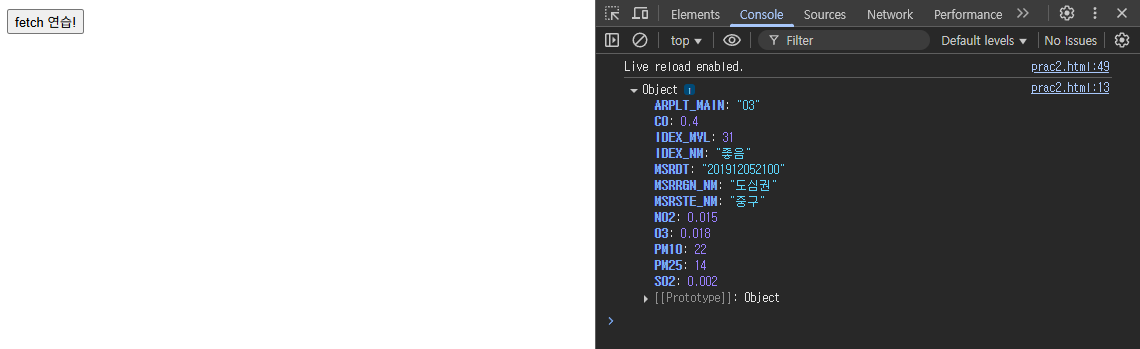 fetch 연습!
Elements Console Sources Network Performance
top Filter Default levels No Issues
Live reload enabled. prac2.html:49
Object i prac2.html:13
ARPLT_MAIN: "O3"
CO: 0.4
IDEX_MVL: 31
IDEX_NM: "좋음"
MSRDT: "201912052100"
MSRRGN_NM: "도심권"
MSRSTE_NM: "중구"
NO2: 0.015
O3: 0.018
PM10: 22
PM25: 14
SO2: 0.002
[[Prototype]]: Object